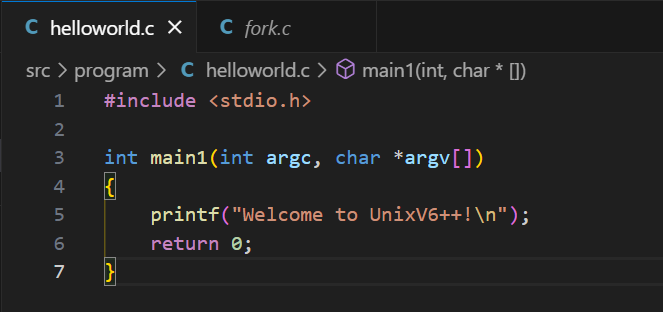 C helloworld.c × C fork.c
src > program > C helloworld.c > main1(int, char * [])
1 #include <stdio.h>
2
3 int main1(int argc, char *argv[])
4 {
5 printf("Welcome to UnixV6++!\n");
6 return 0;
7 }